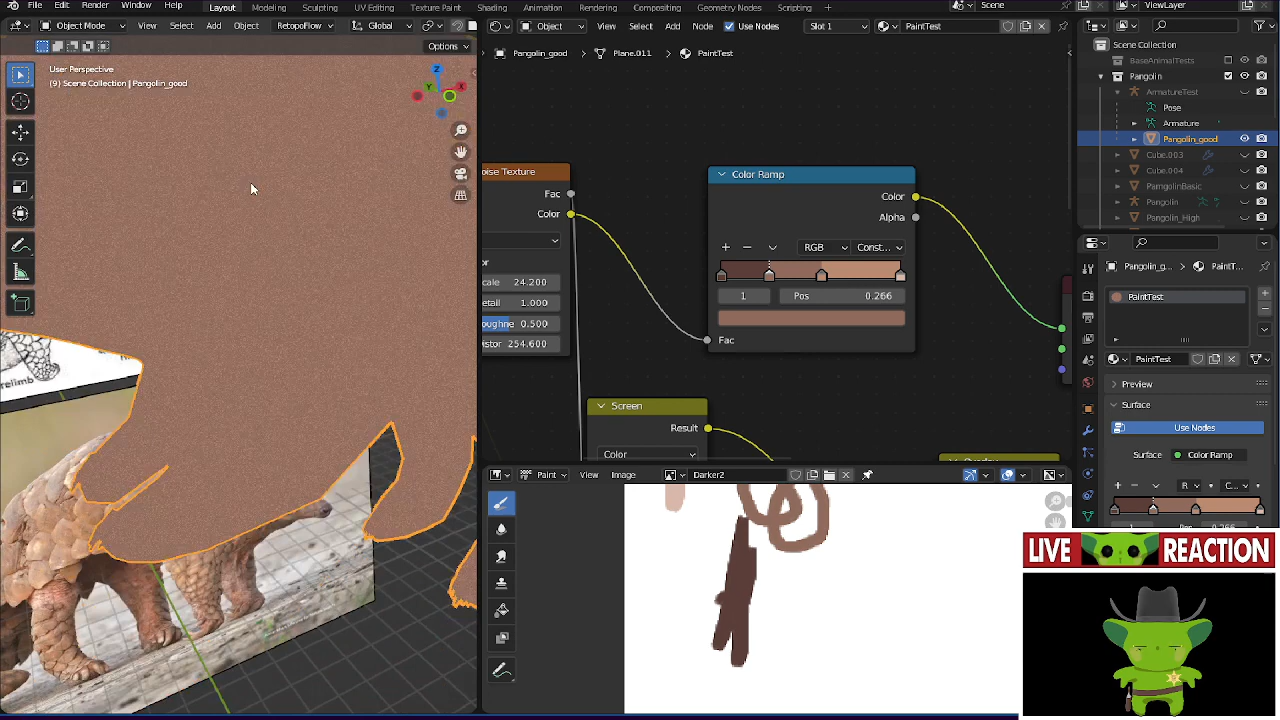 File Edit Render Window Help Layout Modeling Sculpting UV Editing Texture Paint Shading Animation Rendering Compositing Geometry Nodes Scripting Scene ViewLayer
Object View Select Add Object RetopoFlow Global
Options
User Perspective
(9) Scene Collection | Pangolin_good
X
Y
Z
relimb
Object View Select Add Node Use Nodes Slot 1 PaintTest
Pangolin_good Plane.011 PaintTest
oise Texture
Fac
Color
cor
cale 24.200
etail 1.000
oughne 0.500
istor 254.600
Color Ramp
Color
Alpha
RGB Const...
1 Pos 0.266
Fac
Screen
Result
Color
Paint View Image Darker2
Scene Collection
BaseAnimalTests
Pangolin
ArmatureTest
Pose
Armature
Pangolin_good
Cube.003
Cube.004
PamgolinBasic
Pangolin
Pangolin_High
Pangolin_g... PaintT...
PaintTest
PaintTest
Preview
Surface
Use Nodes
Surface Color Ramp
R C...
LIVE REACTION